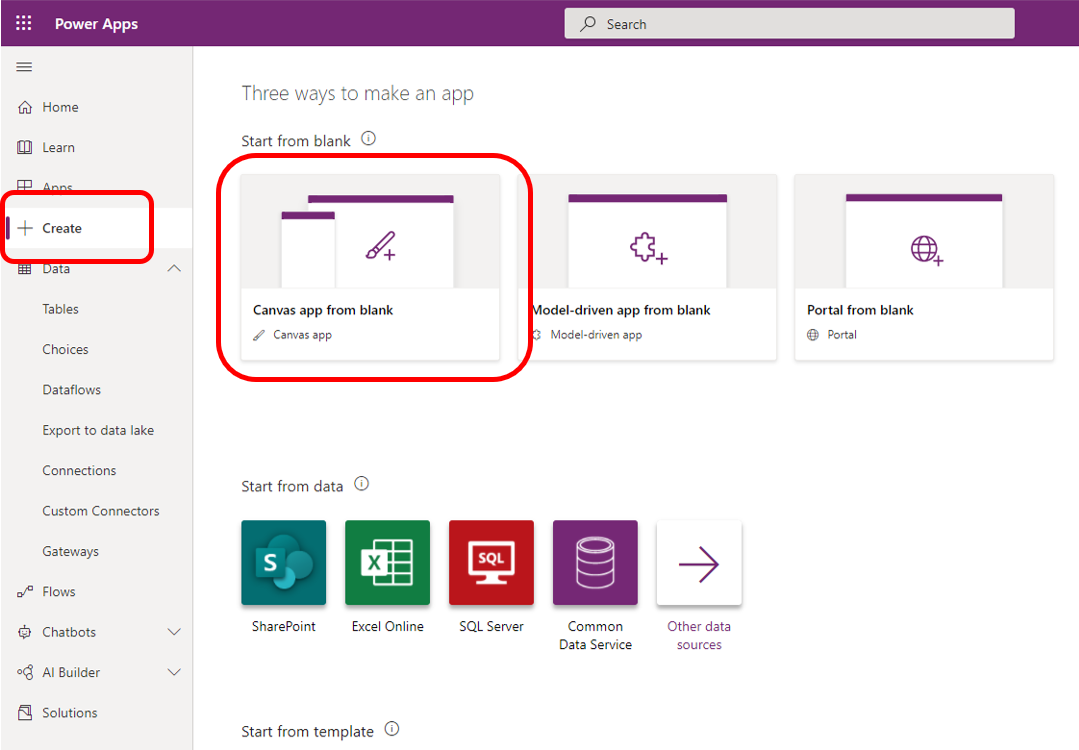 Power Apps
Search
Home
Learn
Apps
Create
Data
Tables
Choices
Dataflows
Export to data lake
Connections
Custom Connectors
Gateways
Flows
Chatbots
AI Builder
Solutions
Three ways to make an app
Start from blank
Canvas app from blank
Canvas app
Model-driven app from blank
Model-driven app
Portal from blank
Portal
Start from data
S
X
SQL
SharePoint
Excel Online
SQL Server
Common
Data Service
Other data
sources
Start from template